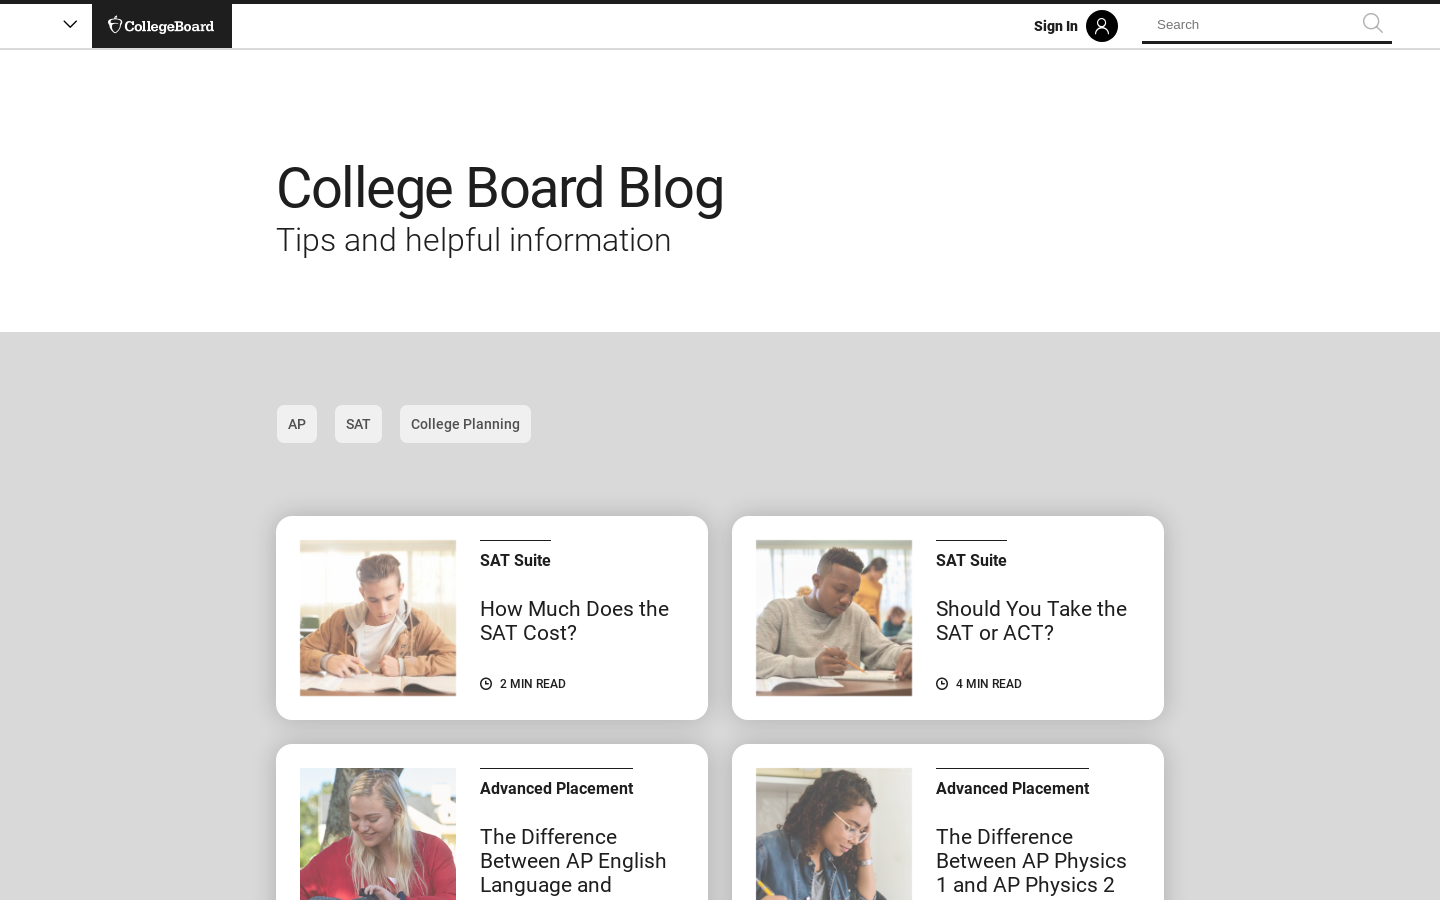 CollegeBoard
Sign In
Search
College Board Blog
Tips and helpful information
AP
SAT
College Planning
SAT Suite
How Much Does the
SAT Cost?
2 MIN READ
SAT Suite
Should You Take the
SAT or ACT?
4 MIN READ
Advanced Placement
The Difference
Between AP English
Language and
Advanced Placement
The Difference
Between AP Physics
1 and AP Physics 2